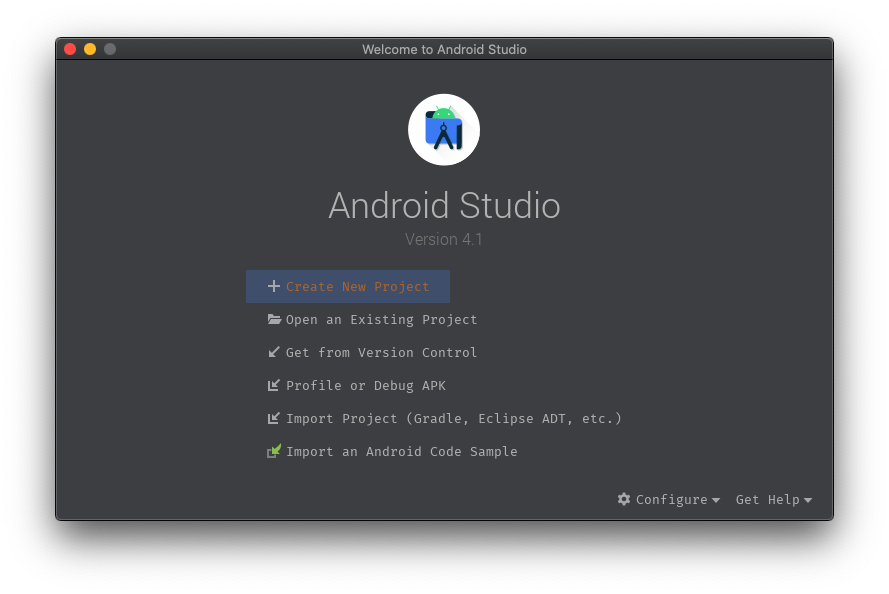 Welcome to Android Studio
Android Studio
Version 4.1
Create New Project
Open an Existing Project
Get from Version Control
Profile or Debug APK
Import Project (Gradle, Eclipse ADT, etc.)
Import an Android Code Sample
Configure Get Help